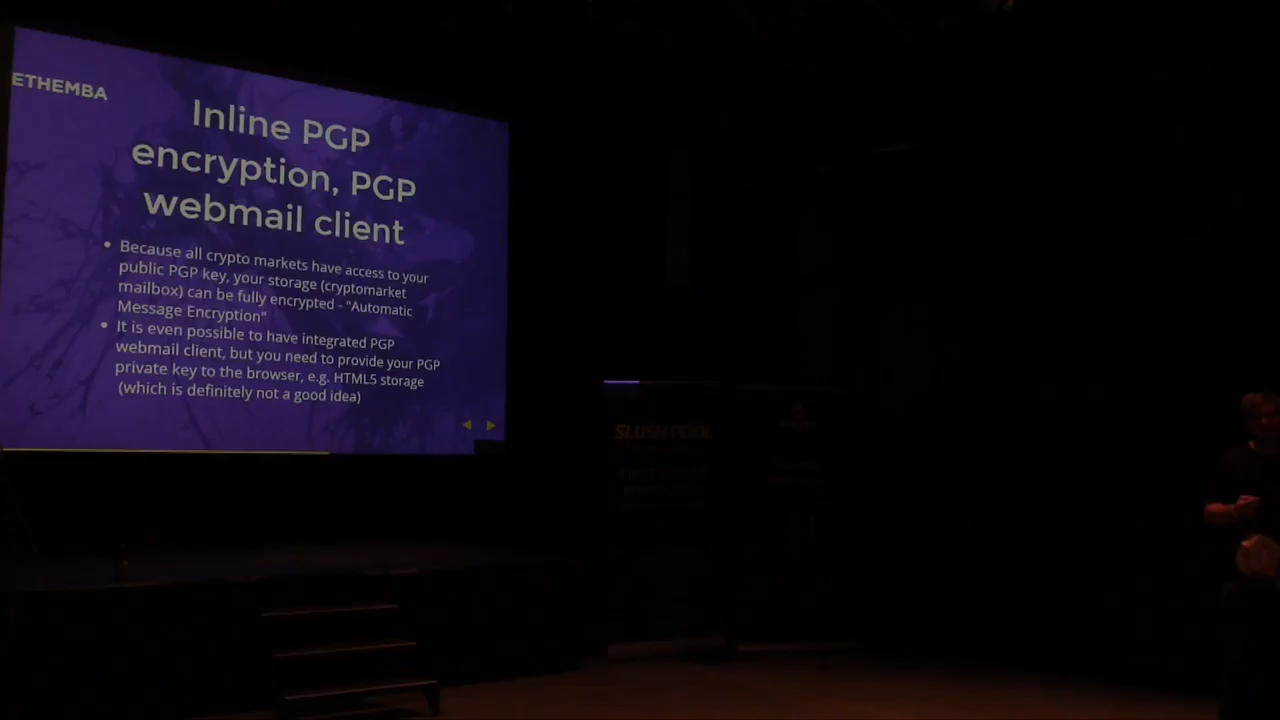 ETHEMBA
Inline PGP
encryption, PGP
webmail client
• Because all crypto markets have access to your
public PGP key, your storage (cryptomarket
mailbox) can be fully encrypted - "Automatic
Message Encryption"
• It is even possible to have integrated PGP
webmail client, but you need to provide your PGP
private key to the browser, e.g. HTML5 storage
(which is definitely not a good idea)
SLUSH POOL